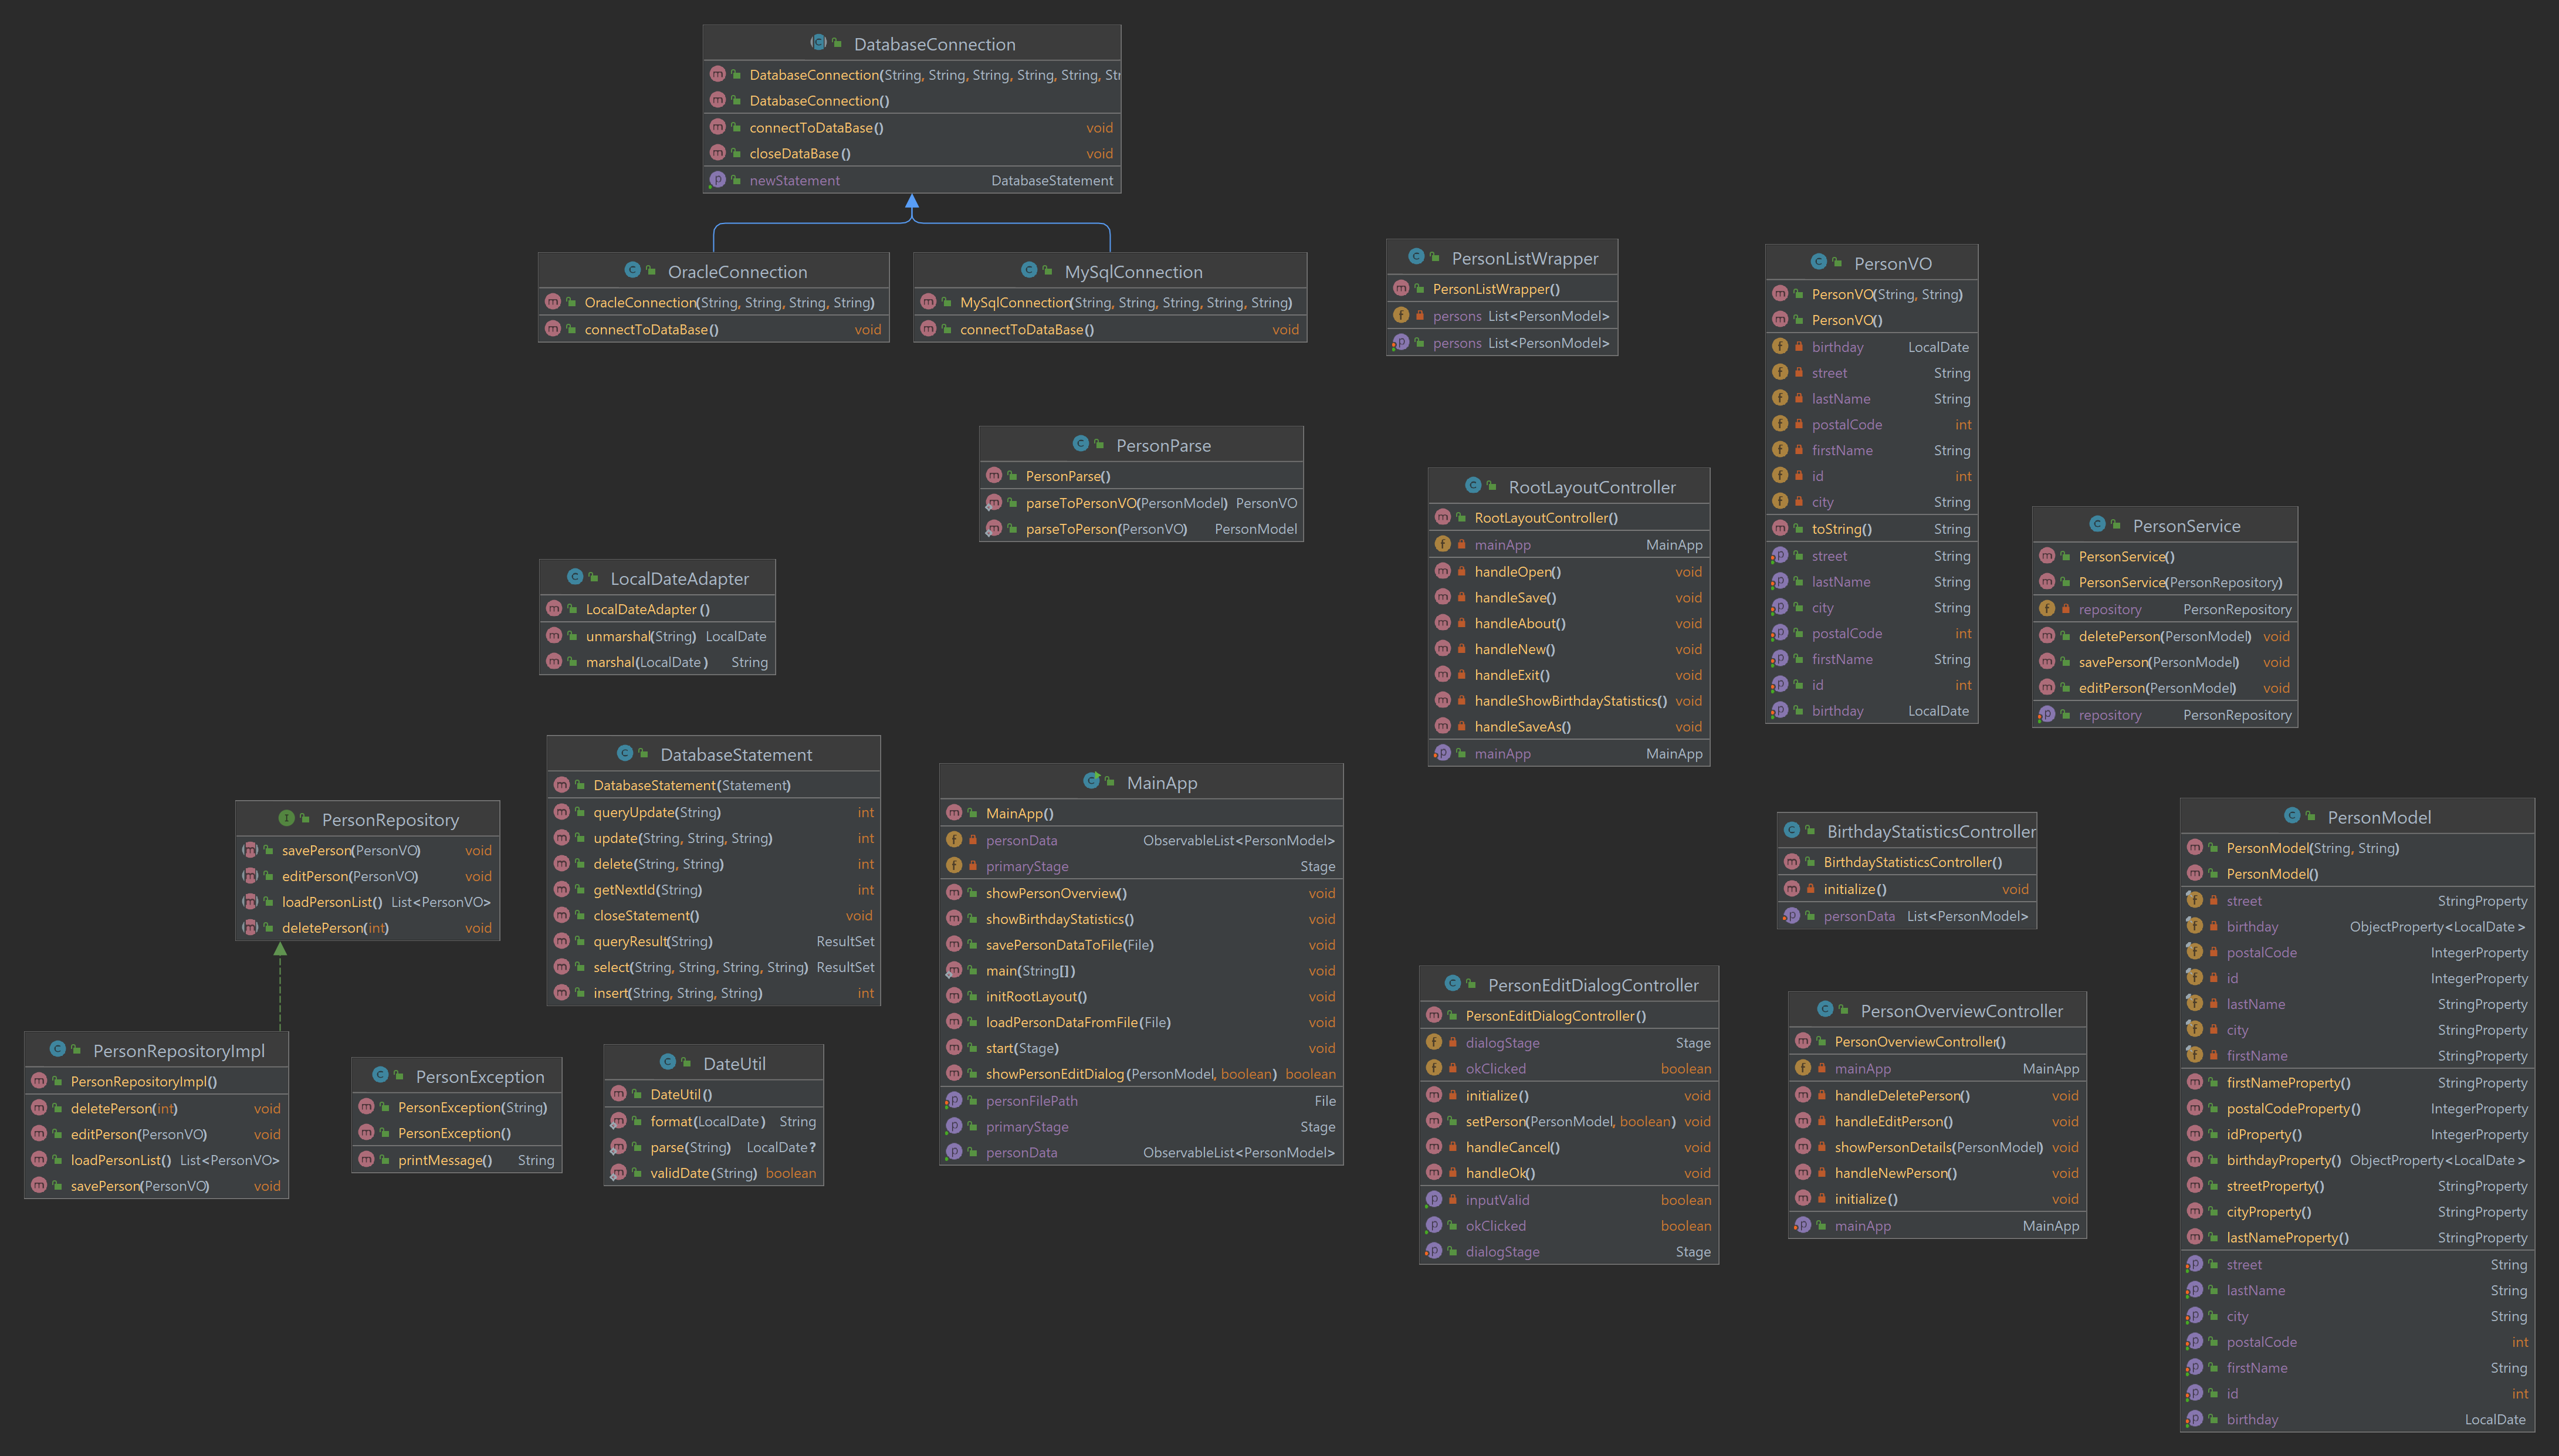 DatabaseConnection
DatabaseConnection(String, String, String, String, String, Str
DatabaseConnection()
connectToDataBase() void
closeDataBase() void
newStatement DatabaseStatement
OracleConnection
OracleConnection(String, String, String, String)
connectToDataBase() void
MySqlConnection
MySqlConnection(String, String, String, String, String)
connectToDataBase() void
PersonListWrapper
PersonListWrapper()
persons List<PersonModel>
persons List<PersonModel>
PersonVO
PersonVO(String, String)
PersonVO()
birthday LocalDate
street String
lastName String
postalCode int
firstName String
id int
city String
toString() String
street String
lastName String
city String
postalCode int
firstName String
id int
birthday LocalDate
PersonParse
PersonParse()
parseToPersonVO(PersonModel) PersonVO
parseToPerson(PersonVO) PersonModel
RootLayoutController
RootLayoutController()
mainApp MainApp
handleOpen() void
handleSave() void
handleAbout() void
handleNew() void
handleExit() void
handleShowBirthdayStatistics() void
handleSaveAs() void
mainApp MainApp
PersonService
PersonService()
PersonService(PersonRepository)
repository PersonRepository
deletePerson(PersonModel) void
savePerson(PersonModel) void
editPerson(PersonModel) void
repository PersonRepository
LocalDateAdapter
LocalDateAdapter ()
unmarshal(String) LocalDate
marshal(LocalDate ) String
DatabaseStatement
DatabaseStatement(Statement)
queryUpdate(String) int
update(String, String, String) int
delete(String, String) int
getNextId(String) int
closeStatement() void
queryResult(String) ResultSet
select(String, String, String, String) ResultSet
insert(String, String, String) int
MainApp
MainApp()
personData ObservableList<PersonModel>
primaryStage Stage
showPersonOverview() void
showBirthdayStatistics() void
savePersonDataToFile(File) void
main(String[]) void
initRootLayout() void
loadPersonDataFromFile(File) void
start(Stage) void
showPersonEditDialog(PersonModel, boolean) boolean
personFilePath File
primaryStage Stage
personData ObservableList<PersonModel>
PersonRepository
savePerson(PersonVO) void
editPerson(PersonVO) void
loadPersonList() List<PersonVO>
deletePerson(int) void
BirthdayStatisticsController
BirthdayStatisticsController()
initialize() void
personData List<PersonModel>
PersonModel
PersonModel(String, String)
PersonModel()
street StringProperty
birthday ObjectProperty<LocalDate >
postalCode IntegerProperty
id IntegerProperty
lastName StringProperty
city StringProperty
firstName StringProperty
firstNameProperty() StringProperty
postalCodeProperty() IntegerProperty
idProperty() IntegerProperty
birthdayProperty() ObjectProperty<LocalDate >
streetProperty() StringProperty
cityProperty() StringProperty
lastNameProperty() StringProperty
street String
lastName String
city String
postalCode int
firstName String
id int
birthday LocalDate
PersonEditDialogController
PersonEditDialogController()
dialogStage Stage
okClicked boolean
initialize() void
setPerson(PersonModel, boolean) void
handleCancel() void
handleOk() void
inputValid boolean
okClicked boolean
dialogStage Stage
PersonOverviewController
PersonOverviewController()
mainApp MainApp
handleDeletePerson() void
handleEditPerson() void
showPersonDetails(PersonModel) void
handleNewPerson() void
initialize() void
mainApp MainApp
PersonRepositoryImpl
PersonRepositoryImpl()
deletePerson(int) void
editPerson(PersonVO) void
loadPersonList() List<PersonVO>
savePerson(PersonVO) void
PersonException
PersonException(String)
PersonException()
printMessage() String
DateUtil
DateUtil()
format(LocalDate ) String
parse(String) LocalDate?
validDate(String) boolean